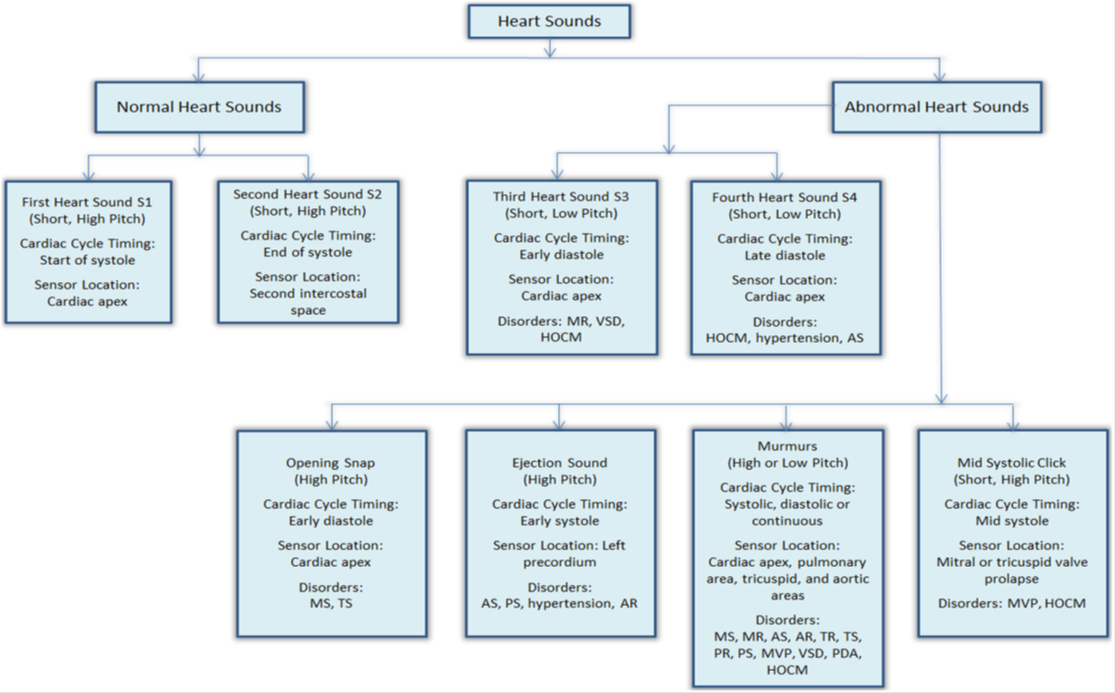 Heart Sounds
Normal Heart Sounds
Abnormal Heart Sounds
First Heart Sound S1
(Short, High Pitch)
Cardiac Cycle Timing:
Start of systole
Sensor Location:
Cardiac apex
Second Heart Sound S2
(Short, High Pitch)
Cardiac Cycle Timing:
End of systole
Sensor Location:
Second intercostal
space
Third Heart Sound S3
(Short, Low Pitch)
Cardiac Cycle Timing:
Early diastole
Sensor Location:
Cardiac apex
Disorders: MR, VSD,
HOCM
Fourth Heart Sound S4
(Short, Low Pitch)
Cardiac Cycle Timing:
Late diastole
Sensor Location:
Cardiac apex
Disorders:
HOCM, hypertension, AS
Opening Snap
(High Pitch)
Cardiac Cycle Timing:
Early diastole
Sensor Location:
Cardiac apex
Disorders:
MS, TS
Ejection Sound
(High Pitch)
Cardiac Cycle Timing:
Early systole
Sensor Location: Left
precordium
Disorders:
AS, PS, hypertension, AR
Murmurs
(High or Low Pitch)
Cardiac Cycle Timing:
Systolic, diastolic or
continuous
Sensor Location:
Cardiac apex, pulmonary
area, tricuspid, and aortic
areas
Disorders:
MS, MR, AS, AR, TR, TS,
PR, PS, MVP, VSD, PDA,
HOCM
Mid Systolic Click
(Short, High Pitch)
Cardiac Cycle Timing:
Mid systole
Sensor Location:
Mitral or tricuspid valve
prolapse
Disorders: MVP, HOCM